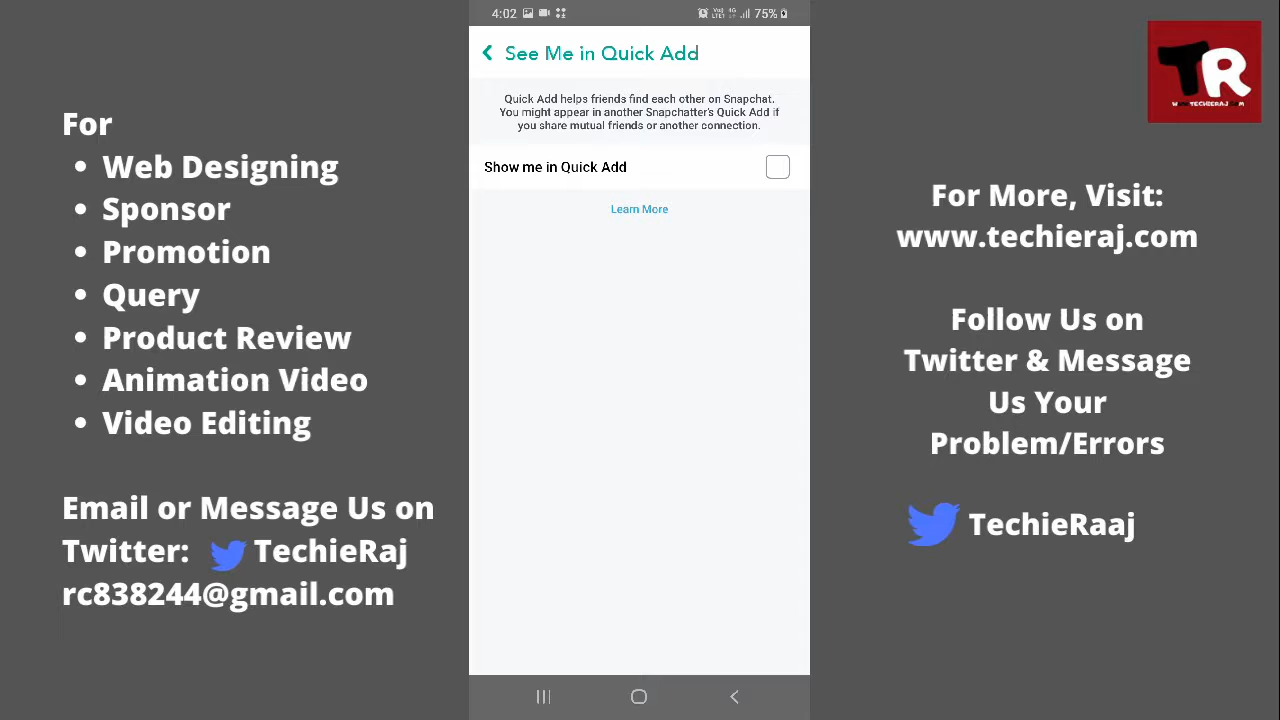 For
• Web Designing
• Sponsor
• Promotion
• Query
• Product Review
• Animation Video
• Video Editing
Email or Message Us on
Twitter: TechieRaj
rc838244@gmail.com
4:02 75%
See Me in Quick Add
Quick Add helps friends find each other on Snapchat.
You might appear in another Snapchatter's Quick Add if
you share mutual friends or another connection.
Show me in Quick Add
Learn More
TR
www.techieraj.com
For More, Visit:
www.techieraj.com
Follow Us on
Twitter & Message
Us Your
Problem/Errors
TechieRaaj